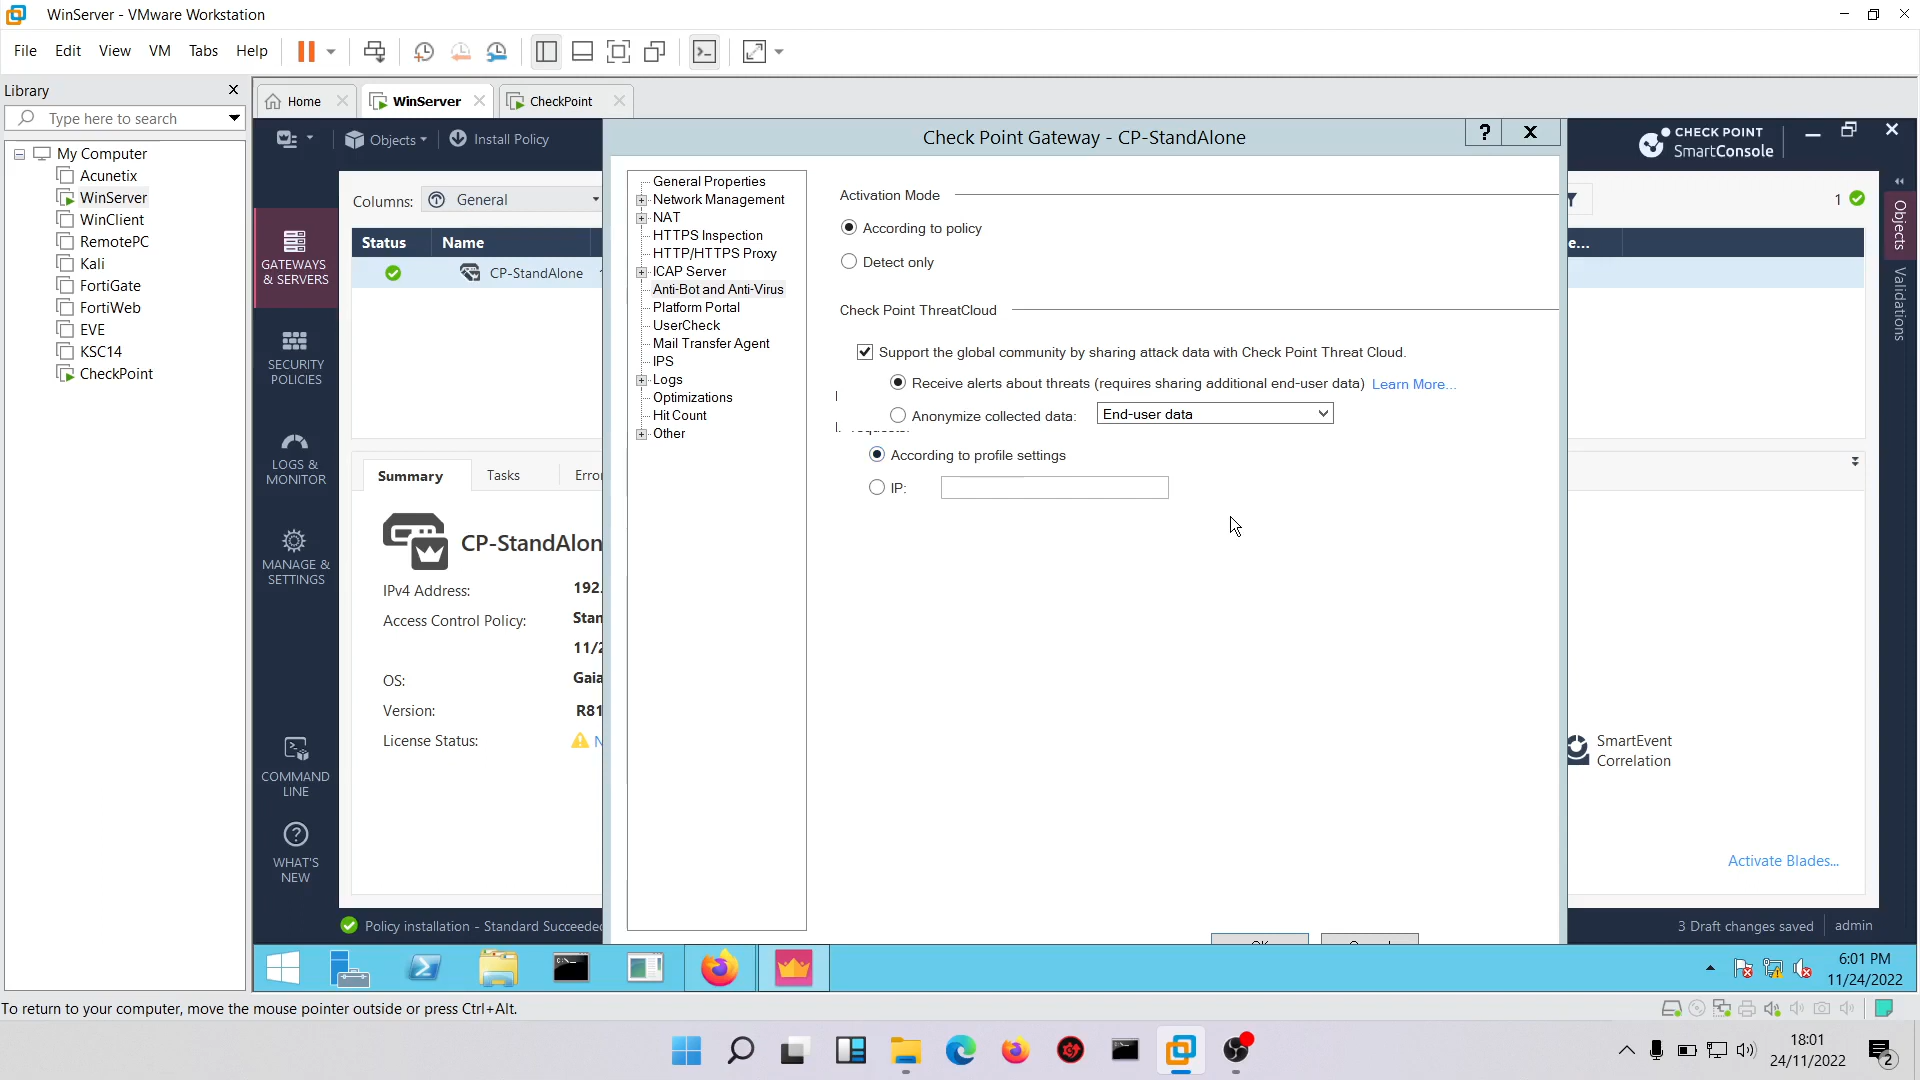 WinServer - VMware Workstation
File Edit View VM Tabs Help
Library
Type here to search
My Computer
Acunetix
WinServer
WinClient
RemotePC
Kali
FortiGate
FortiWeb
EVE
KSC14
CheckPoint
Home
WinServer
CheckPoint
Objects
Install Policy
CHECK POINT
SmartConsole
Columns: General
Status Name
CP-StandAlone
1
GATEWAYS
& SERVERS
SECURITY
POLICIES
LOGS &
MONITOR
MANAGE &
SETTINGS
COMMAND
LINE
WHAT'S
NEW
Summary Tasks
CP-StandAlon
IPv4 Address: 192.
Access Control Policy: Stan
11/2
OS: Gaia
Version: R81
License Status: N
Policy installation - Standard Succeeded
Check Point Gateway - CP-StandAlone
General Properties
Network Management
NAT
HTTPS Inspection
HTTP/HTTPS Proxy
ICAP Server
Anti-Bot and Anti-Virus
Platform Portal
UserCheck
Mail Transfer Agent
IPS
Logs
Optimizations
Hit Count
Other
Activation Mode
According to policy
Detect only
Check Point ThreatCloud
Support the global community by sharing attack data with Check Point Threat Cloud.
Receive alerts about threats (requires sharing additional end-user data) Learn More...
Anonymize collected data: End-user data
According to profile settings
IP:
e...
Objects
Validations
SmartEvent
Correlation
Activate Blades...
3 Draft changes saved
admin
6:01 PM
11/24/2022
To return to your computer, move the mouse pointer outside or press Ctrl+Alt.
18:01
24/11/2022
2